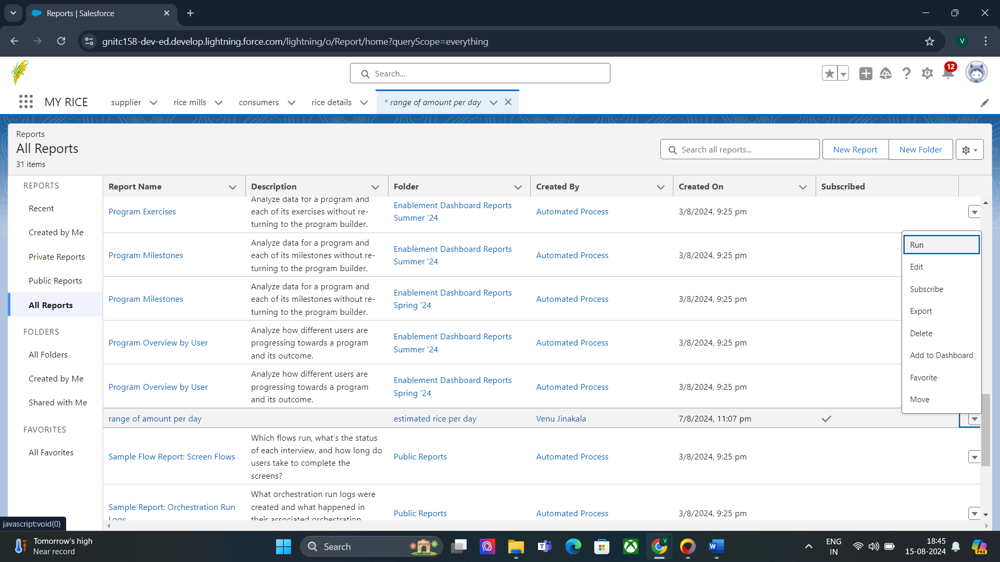 Reports | Salesforce
gnitc158-dev-ed.develop.lightning.force.com/lightning/o/Report/home?queryScope=everything
V
Search...
12
MY RICE
supplier
rice mills
consumers
rice details
* range of amount per day
Reports
All Reports
31 items
Search all reports...
New Report
New Folder
REPORTS
Recent
Created by Me
Private Reports
Public Reports
All Reports
FOLDERS
All Folders
Created by Me
Shared with Me
FAVORITES
All Favorites
Report Name
Description
Folder
Created By
Created On
Subscribed
Program Exercises
Analyze data for a program and
each of its exercises without re-
turning to the program builder.
Enablement Dashboard Reports
Summer '24
Automated Process
3/8/2024, 9:25 pm
Program Milestones
Analyze data for a program and
each of its milestones without re-
turning to the program builder.
Enablement Dashboard Reports
Summer '24
Automated Process
3/8/2024, 9:25 pm
Program Milestones
Analyze data for a program and
each of its milestones without re-
turning to the program builder.
Enablement Dashboard Reports
Spring '24
Automated Process
3/8/2024, 9:25 pm
Program Overview by User
Analyze how different users are
progressing towards a program
and its outcome.
Enablement Dashboard Reports
Summer '24
Automated Process
3/8/2024, 9:25 pm
Program Overview by User
Analyze how different users are
progressing towards a program
and its outcome.
Enablement Dashboard Reports
Spring '24
Automated Process
3/8/2024, 9:25 pm
range of amount per day
estimated rice per day
Venu Jinakala
7/8/2024, 11:07 pm
Sample Flow Report: Screen Flows
Which flows run, what's the status
of each interview, and how long do
users take to complete the
screens?
Public Reports
Automated Process
3/8/2024, 9:25 pm
Sample Report: Orchestration Run
Logs
What orchestration run logs were
created and what happened in
their associated orchestration
Public Reports
Automated Process
3/8/2024, 9:25 pm
Run
Edit
Subscribe
Export
Delete
Add to Dashboard
Favorite
Move
javascript:void(0)
Tomorrow's high
Near record
Search
V
ENG
IN
18:45
15-08-2024
PRE